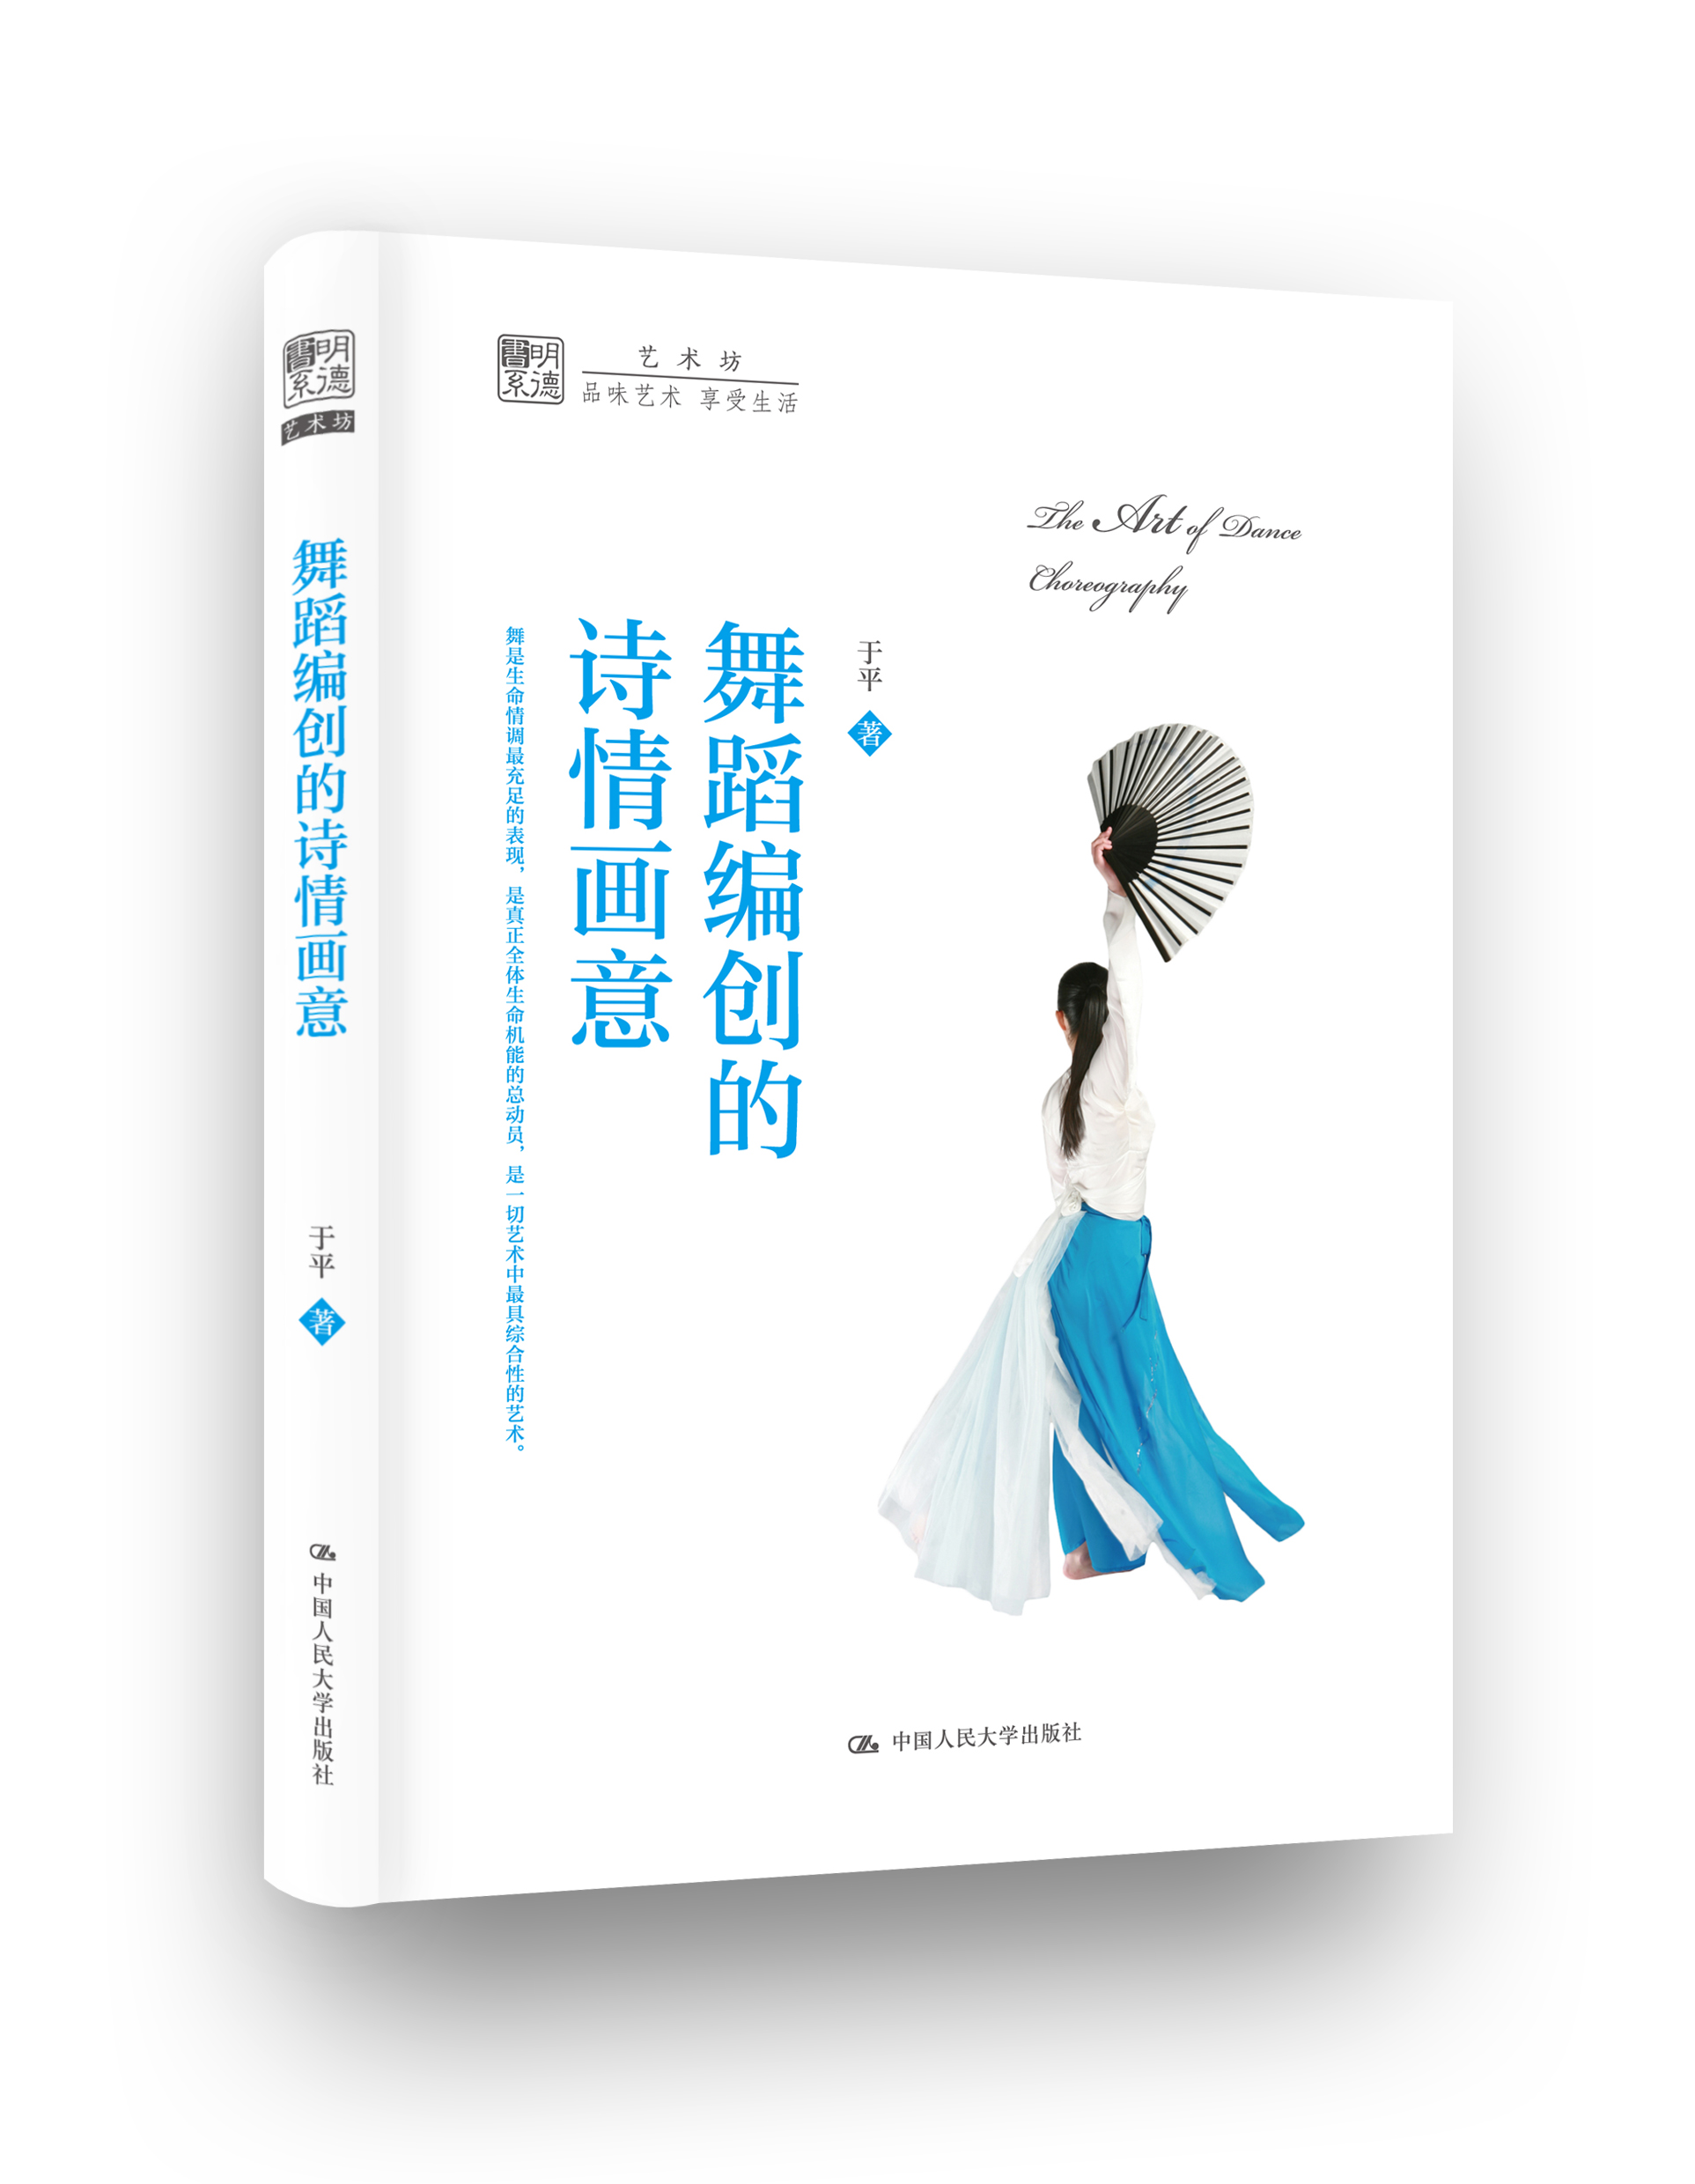 明德書系
艺术坊
舞蹈编创的诗情画意
于平
著
中国人民大学出版社
明德書系
艺术坊
品味艺术 享受生活
The Art of Dance
Choreography
于平
著
舞蹈编创的
诗情画意
舞是生命情调最充足的表现，是真正全体生命机能的总动员，是一切艺术中最具综合性的艺术。
中国人民大学出版社